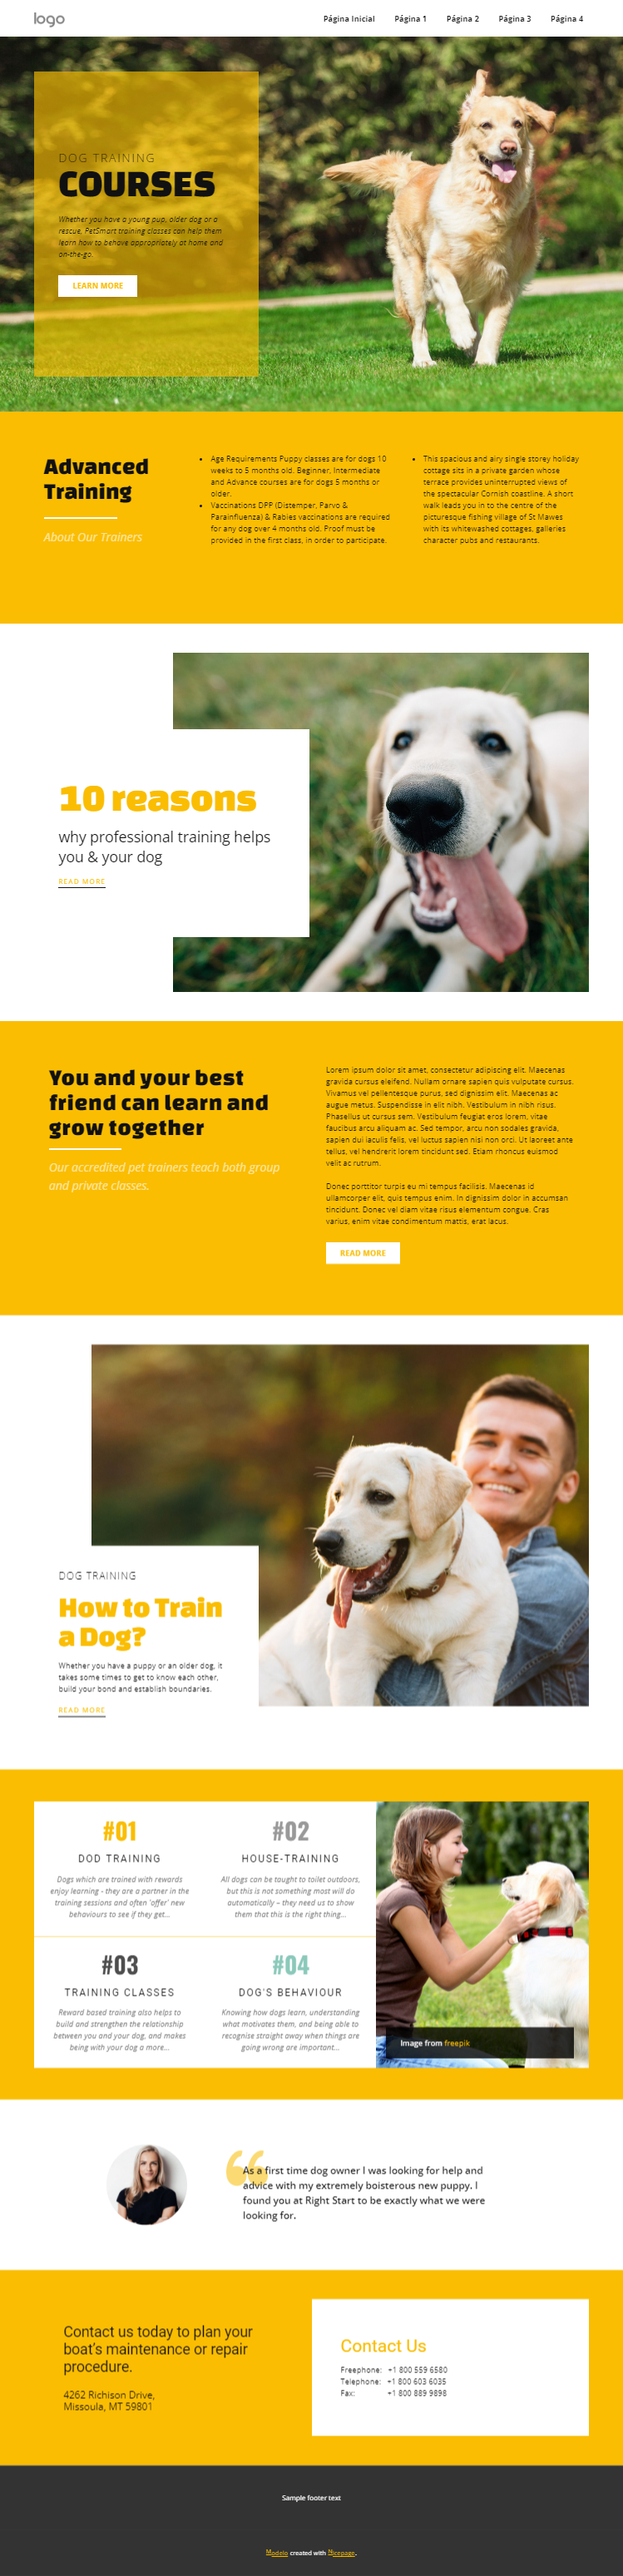 logo
Página Inicial Página 1 Página 2 Página 3 Página 4
DOG TRAINING
COURSES
Whether you have a young pup, older dog or a
rescue, PetSmart training classes can help them
learn how to behave appropriately at home and
on-the-go.
LEARN MORE
Advanced
Training
About Our Trainers
• Age Requirements Puppy classes are for dogs 10
weeks to 5 months old. Beginner, Intermediate
and Advance courses are for dogs 5 months or
older.
• Vaccinations DPP (Distemper, Parvo &
Parainfluenza) & Rabies vaccinations are required
for any dog over 4 months old. Proof must be
provided in the first class, in order to participate.
• This spacious and airy single storey holiday
cottage sits in a private garden whose
terrace provides uninterrupted views of
the spectacular Cornish coastline. A short
walk leads you in to the centre of the
picturesque fishing village of St Mawes
with its whitewashed cottages, galleries
character pubs and restaurants.
10 reasons
why professional training helps
you & your dog
READ MORE
You and your best
friend can learn and
grow together
Our accredited pet trainers teach both group
and private classes.
Lorem ipsum dolor sit amet, consectetur adipiscing elit. Maecenas
gravida cursus eleifend. Nullam ornare sapien quis vulputate cursus.
Vivamus vel pellentesque purus, sed dignissim elit. Maecenas ac
augue metus. Suspendisse in elit nibh. Vestibulum in nibh risus.
Phasellus ut cursus sem. Vestibulum feugiat eros lorem, vitae
faucibus arcu aliquam ac. Sed tempor, arcu non sodales gravida,
sapien dui iaculis felis, vel luctus sapien nisi non orci. Ut laoreet ante
tellus, vel hendrerit lorem tincidunt sed. Etiam rhoncus euismod
velit ac rutrum.
Donec porttitor turpis eu mi tempus facilisis. Maecenas id
ullamcorper elit, quis tempus enim. In dignissim dolor in accumsan
tincidunt. Donec vel diam vitae risus elementum congue. Cras
varius, enim vitae condimentum mattis, erat lacus.
READ MORE
DOG TRAINING
How to Train
a Dog?
Whether you have a puppy or an older dog, it
takes some times to get to know each other,
build your bond and establish boundaries.
READ MORE
#01
DOD TRAINING
Dogs which are trained with rewards
enjoy learning - they are a partner in the
training sessions and often 'offer' new
behaviours to see if they get...
#02
HOUSE-TRAINING
All dogs can be taught to toilet outdoors,
but this is not something most will do
automatically – they need us to show
them that this is the right thing...
#03
TRAINING CLASSES
Reward based training also helps to
build and strengthen the relationship
between you and your dog, and makes
being with your dog a more...
#04
DOG'S BEHAVIOUR
Knowing how dogs learn, understanding
what motivates them, and being able to
recognise straight away when things are
going wrong are important...
Image from freepik
“
As a first time dog owner I was looking for help and
advice with my extremely boisterous new puppy. I
found you at Right Start to be exactly what we were
looking for.
Contact us today to plan your
boat’s maintenance or repair
procedure.
4262 Richison Drive,
Missoula, MT 59801
Contact Us
Freephone: +1 800 559 6580
Telephone: +1 800 603 6035
Fax: +1 800 889 9898
Sample footer text
Modelo created with Nicepage.